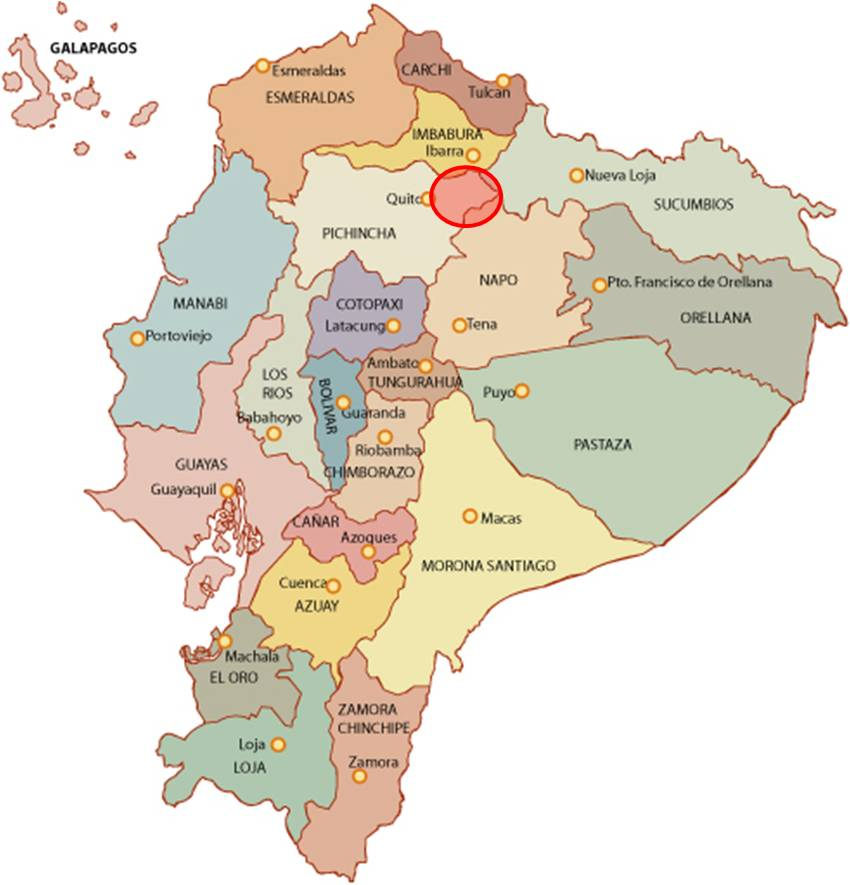 GALAPAGOS
Esmeraldas
ESMERALDAS
CARCHI
Tulcan
IMBABURA
Ibarra
Nueva Loja
SUCUMBIOS
Quito
PICHINCHA
NAPO
Pto. Francisco de Orellana
ORELLANA
MANABI
Portoviejo
COTOPAXI
Latacung
Tena
Ambato
TUNGURAHUA
LOS
RIOS
Babahoyo
BOLIVAR
Guaranda
Puyo
Riobamba
CHIMBORAZO
PASTAZA
GUAYAS
Guayaquil
CAÑAR
Azogues
Macas
MORONA SANTIAGO
Cuenca
AZUAY
Machala
EL ORO
ZAMORA
CHINCHIPE
Loja
LOJA
Zamora